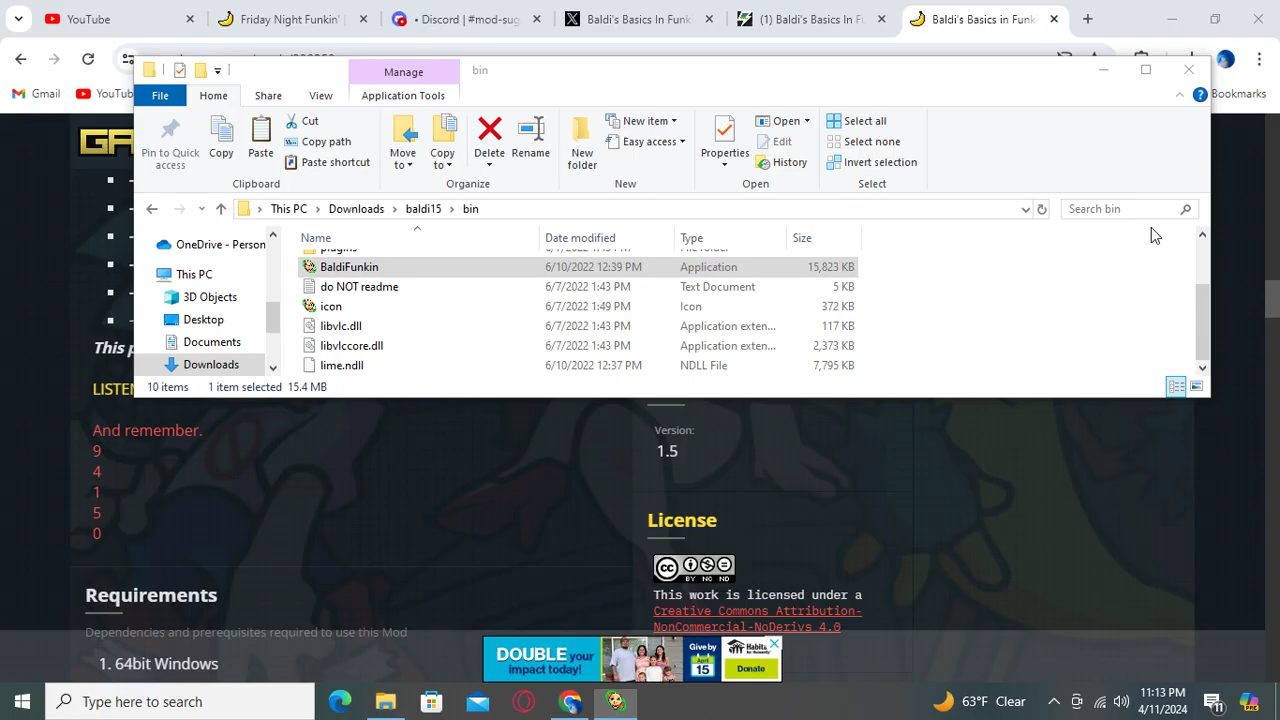 YouTube
Friday Night Funkin'
• Discord | #mod-sug
Baldi's Basics In Funk
(1) Baldi's Basics In F
Baldi's Basics in Funk
Manage
bin
Gmail
YouTub
Bookmarks
File
Home
Share
View
Application Tools
Pin to Quick access
Copy
Paste
Cut
Copy path
Paste shortcut
Move to
Copy to
Delete
Rename
New folder
New item
Easy access
Properties
Open
Edit
History
Select all
Select none
Invert selection
Clipboard
Organize
New
Open
Select
This PC > Downloads > baldi15 > bin
Search bin
Name
Date modified
Type
Size
OneDrive - Person
This PC
3D Objects
Desktop
Documents
Downloads
BaldiFunkin 6/10/2022 12:39 PM Application 15,823 KB
do NOT readme 6/7/2022 1:43 PM Text Document 5 KB
icon 6/7/2022 1:49 PM Icon 372 KB
libvlc.dll 6/7/2022 1:43 PM Application exten... 117 KB
libvlccore.dll 6/7/2022 1:43 PM Application exten... 2,373 KB
lime.ndll 6/10/2022 12:37 PM NDLL File 7,795 KB
10 items 1 item selected 15.4 MB
GA
This p
LISTEN
And remember.
9
4
1
5
0
Requirements
Dependencies and prerequisites required to use this Mod
1. 64bit Windows
Version:
1.5
License
CC BY NC ND
This work is licensed under a
Creative Commons Attribution-
NonCommercial-NoDerivs 4.0
DOUBLE your
impact today!
Give by
April
15
Habitat
for Humanity
Donate
Type here to search
63°F Clear
11:13 PM
4/11/2024
11
PRE